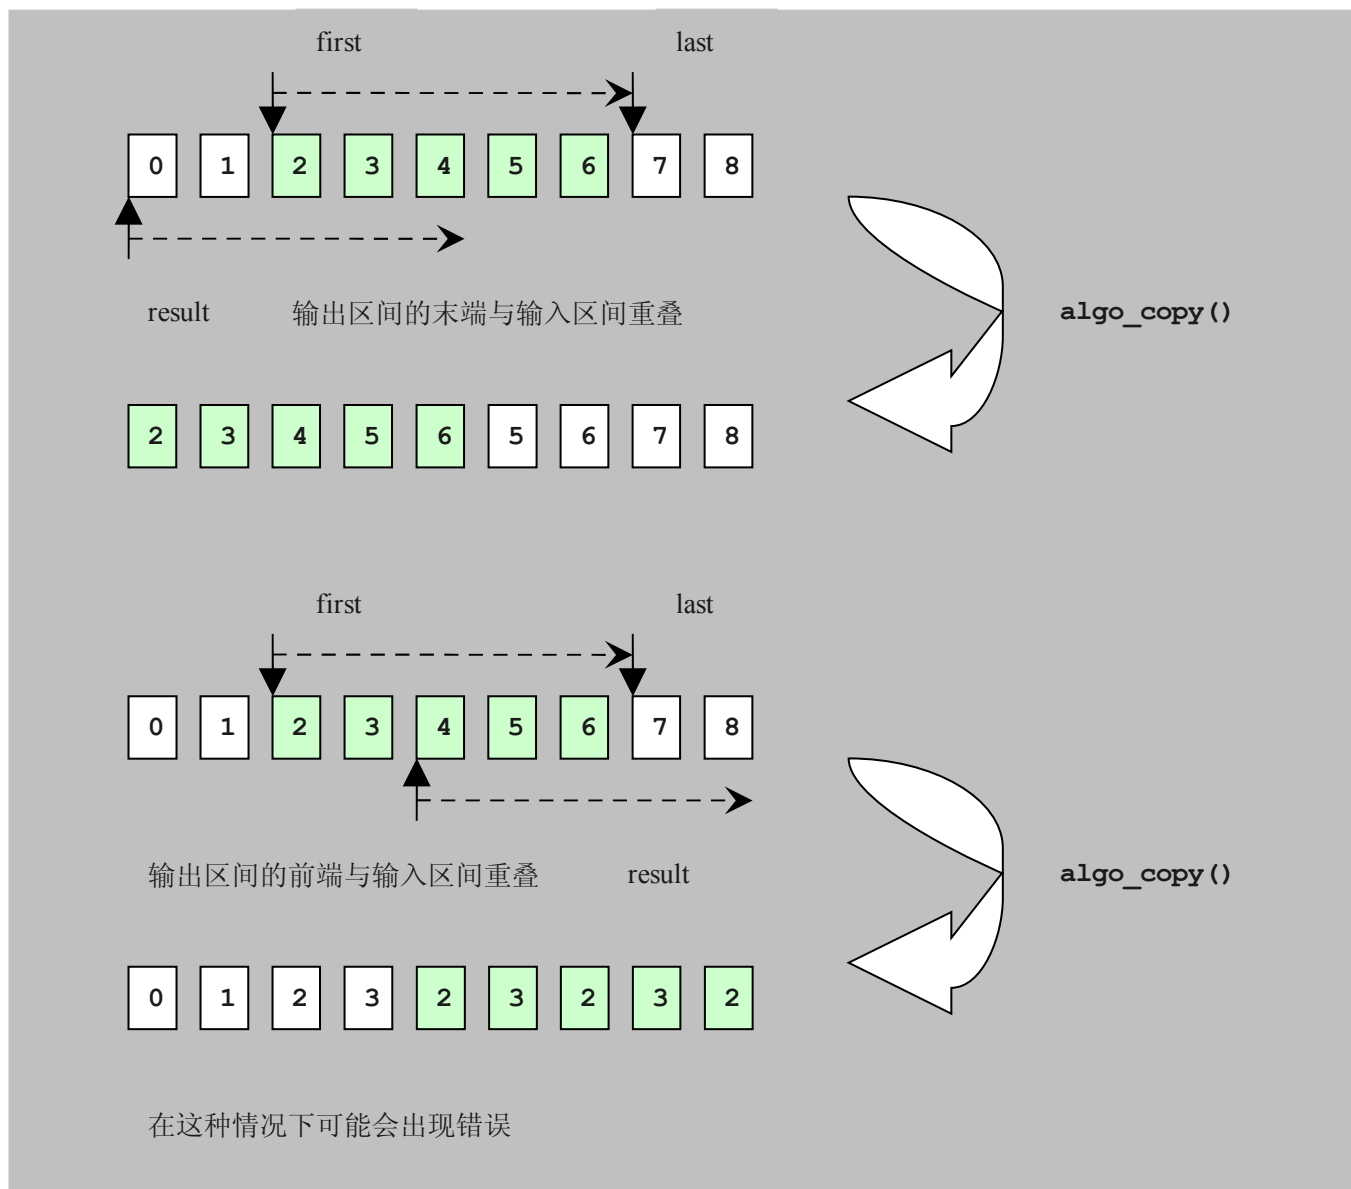 first last
0 1 2 3 4 5 6 7 8
result 输出区间的末端与输入区间重叠 algo_copy()
2 3 4 5 6 5 6 7 8
first last
0 1 2 3 4 5 6 7 8
输出区间的前端与输入区间重叠 result algo_copy()
0 1 2 3 2 3 2 3 2
在这种情况下可能会出现错误